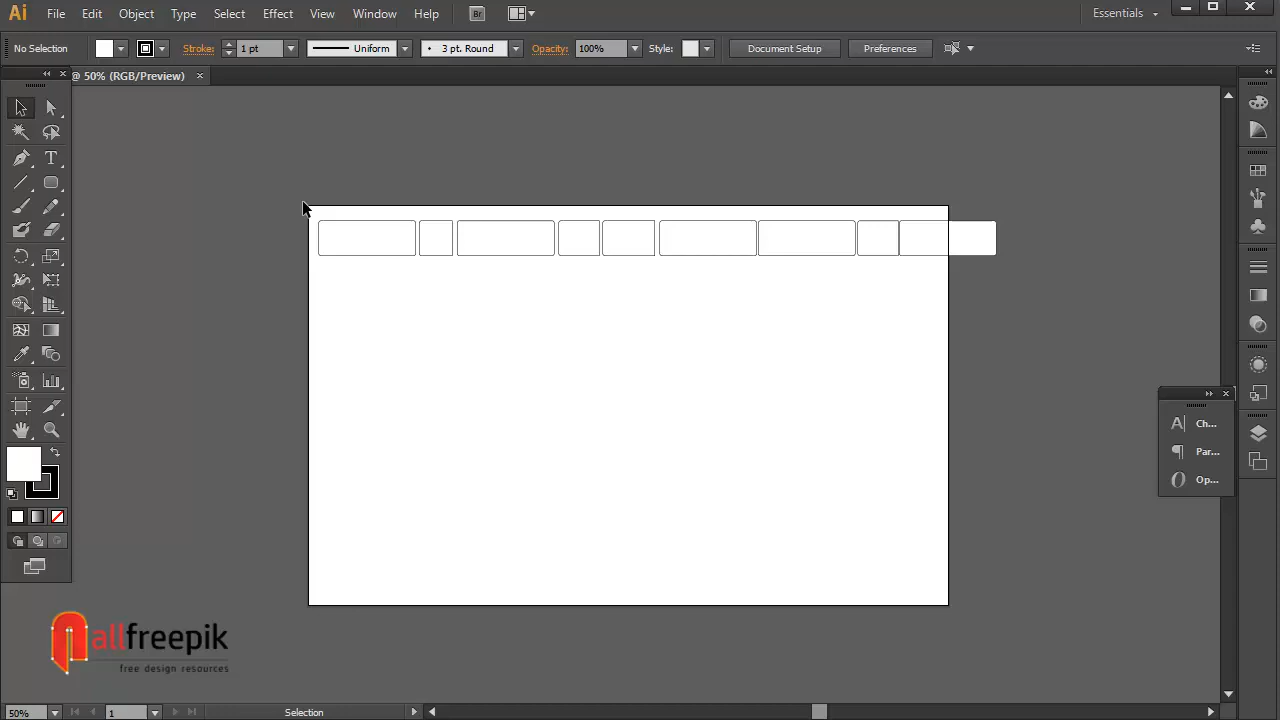 Ai File Edit Object Type Select Effect View Window Help Br Essentials
No Selection Stroke: 1 pt Uniform 3 pt. Round Opacity: 100% Style: Document Setup Preferences
@ 50% (RGB/Preview)
T
A Ch...
Par...
O Op...
allfreepik
free design resources
50% 1 Selection